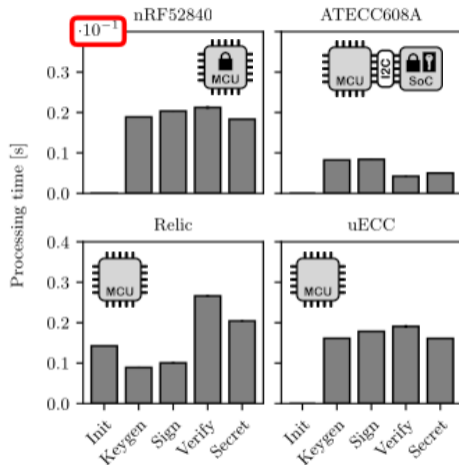 nRF52840
ATECC608A
·10⁻¹
0.3
0.2
0.1
0.0
Processing time [s]
MCU
MCU
I2C
SoC
Relic
uECC
0.4
0.3
0.2
0.1
0.0
MCU
MCU
Init
Keygen
Sign
Verify
Secret
Init
Keygen
Sign
Verify
Secret